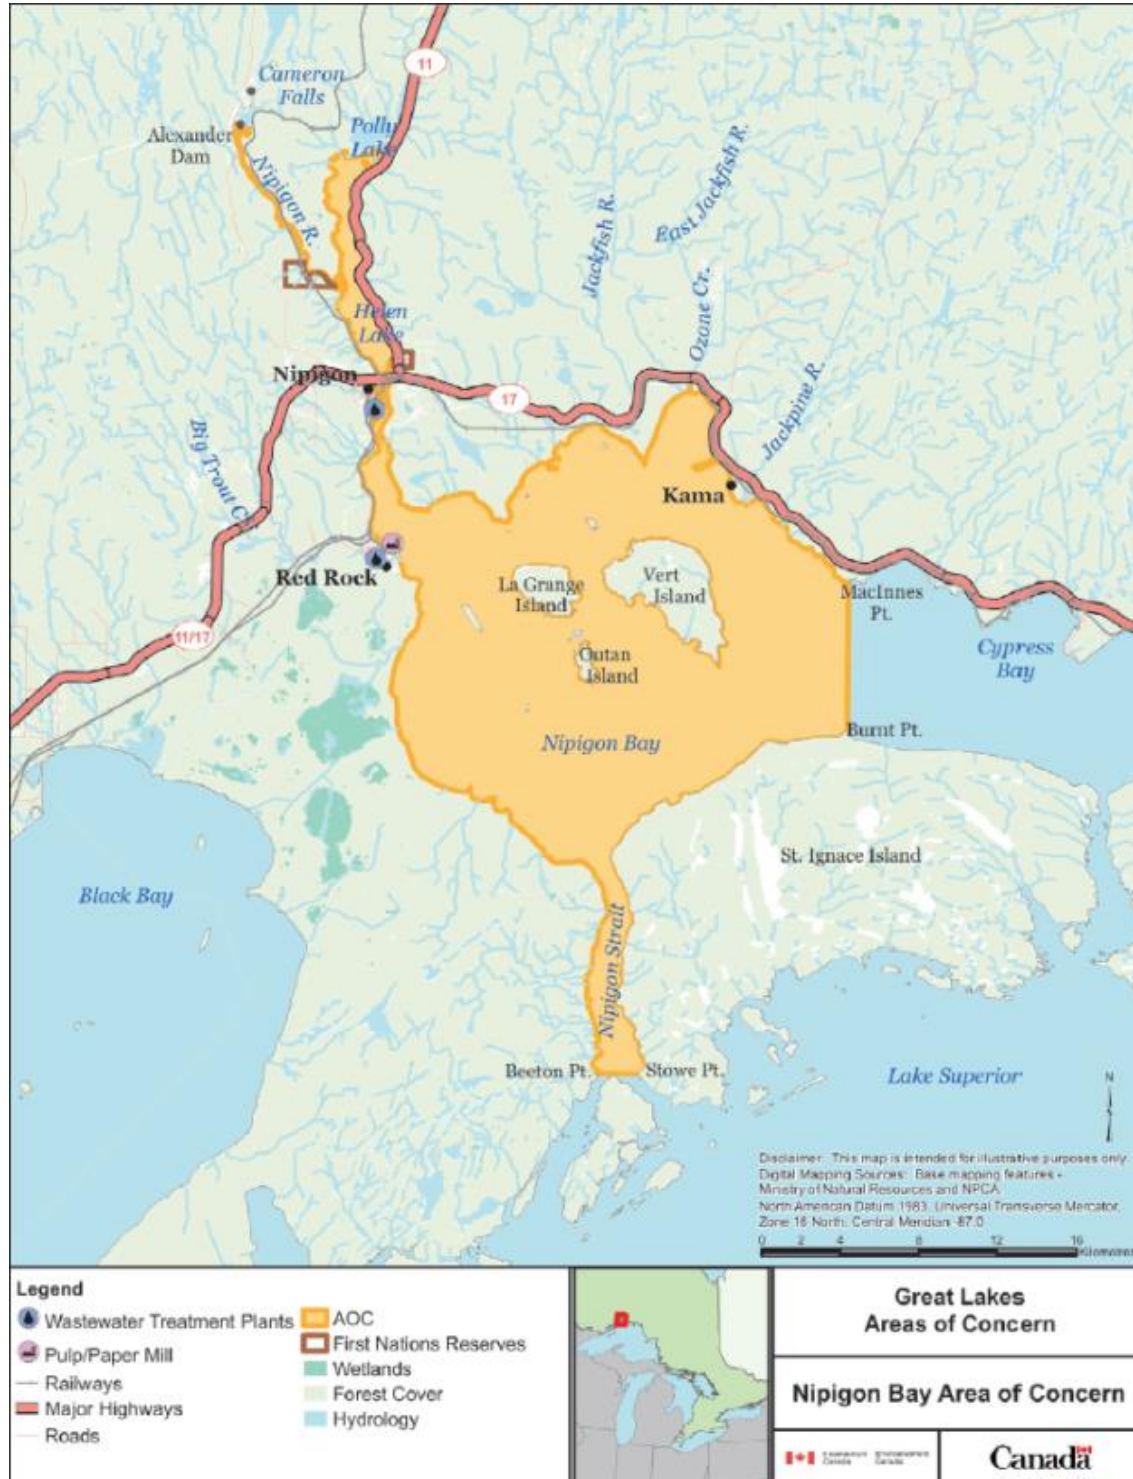 11
Cameron
Falls
Alexander
Dam
Polly
Lake
Nipigon R.
Jackfish R.
East Jackfish R.
Ozone Cr.
Helen
Lake
Nipigon
17
Jackpine R.
Big Trout Cr.
Kama
Red Rock
La Grange
Island
Vert
Island
MacInnes
Pt.
11/17
Outan
Island
Cypress
Bay
Nipigon Bay
Burnt Pt.
St. Ignace Island
Black Bay
Nipigon Strait
Beeton Pt.
Stowe Pt.
Lake Superior
N
Disclaimer: This map is intended for illustrative purposes only.
Digital Mapping Sources: Base mapping features -
Ministry of Natural Resources and NPCA
North American Datum 1983, Universal Transverse Mercator,
Zone 16 North, Central Meridian -87.0
0 2 4 8 12 16
Kilometres
Legend
Wastewater Treatment Plants
Pulp/Paper Mill
Railways
Major Highways
Roads
AOC
First Nations Reserves
Wetlands
Forest Cover
Hydrology
Great Lakes
Areas of Concern
Nipigon Bay Area of Concern
Environment Environnement
Canada Canada
Canada